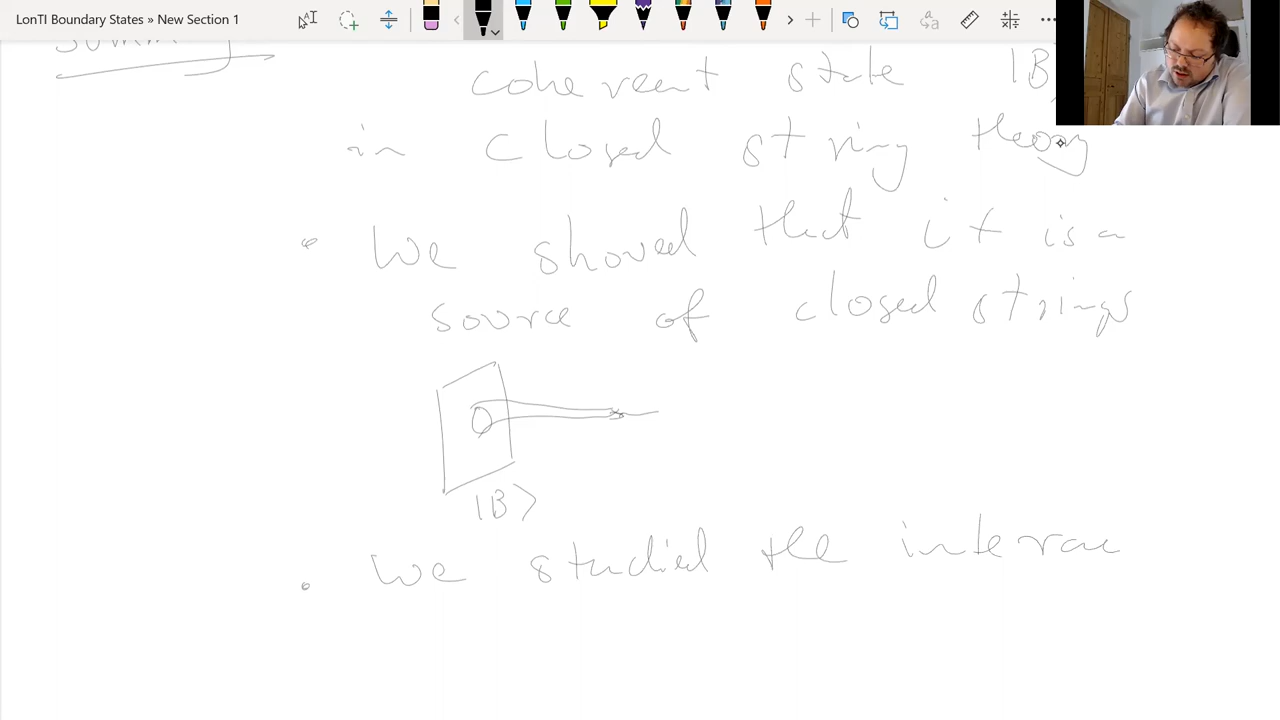 LonTI Boundary States » New Section 1
Summary
coherent state |B
in closed string theory
• We showed that it is a
source of closed strings
|B>
• We studied the interac